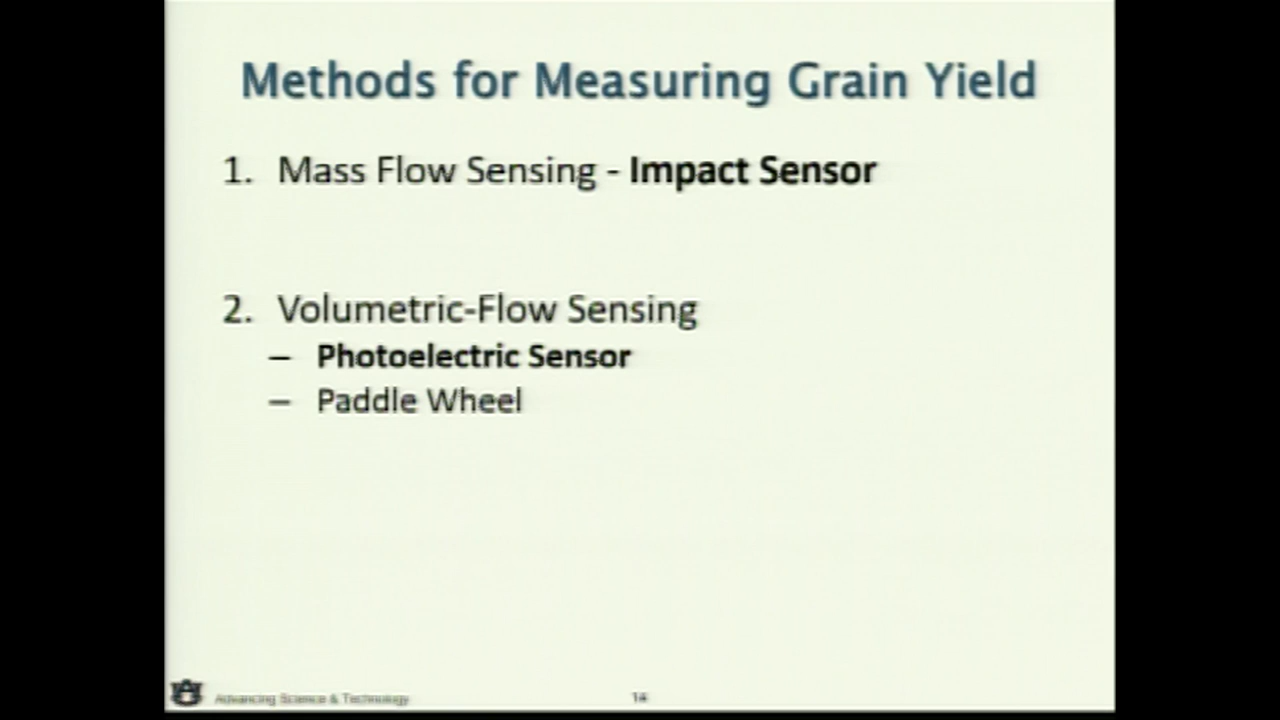 Methods for Measuring Grain Yield
1. Mass Flow Sensing - Impact Sensor
2. Volumetric-Flow Sensing
– Photoelectric Sensor
– Paddle Wheel
Advancing Science & Technology
14